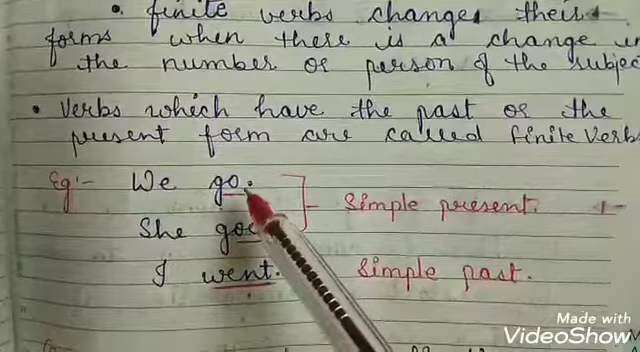 • finite verbs changes their
forms when there is a change in
the number or person of the subjec
• Verbs which have the past or the
present form are called finite verbs
Eg:- We go.
She goe
Simple present.
I went. Simple past.
Made with
VideoShow